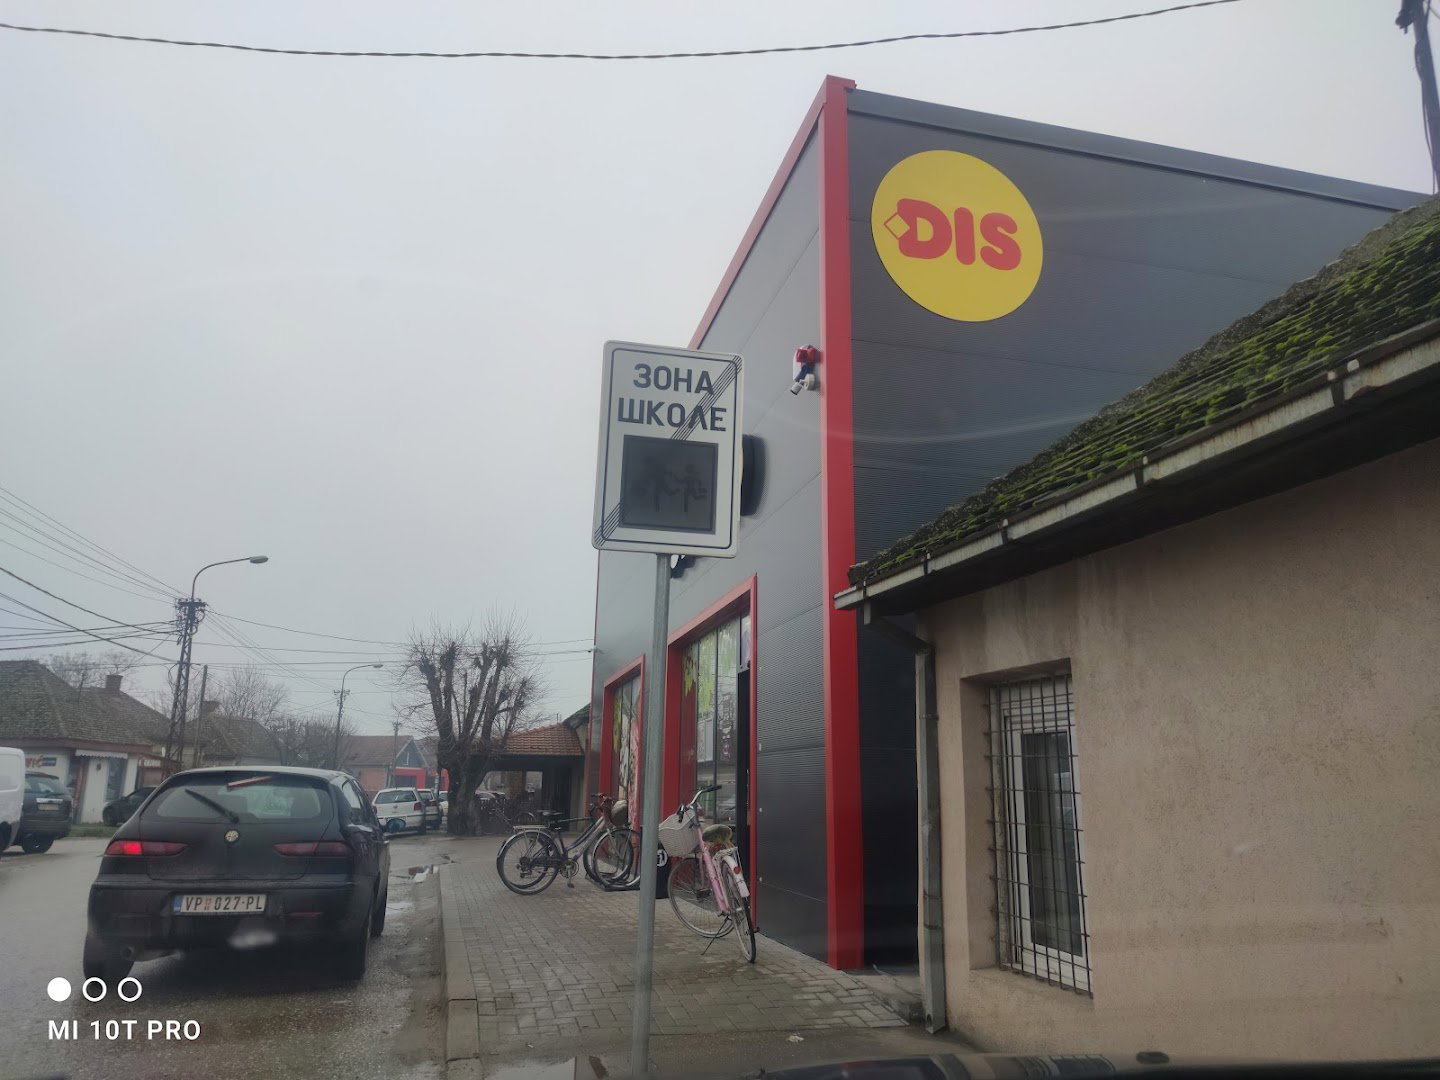 DIS
ЗОНА
ШКОЛЕ
VP 027-PL
MI 10T PRO